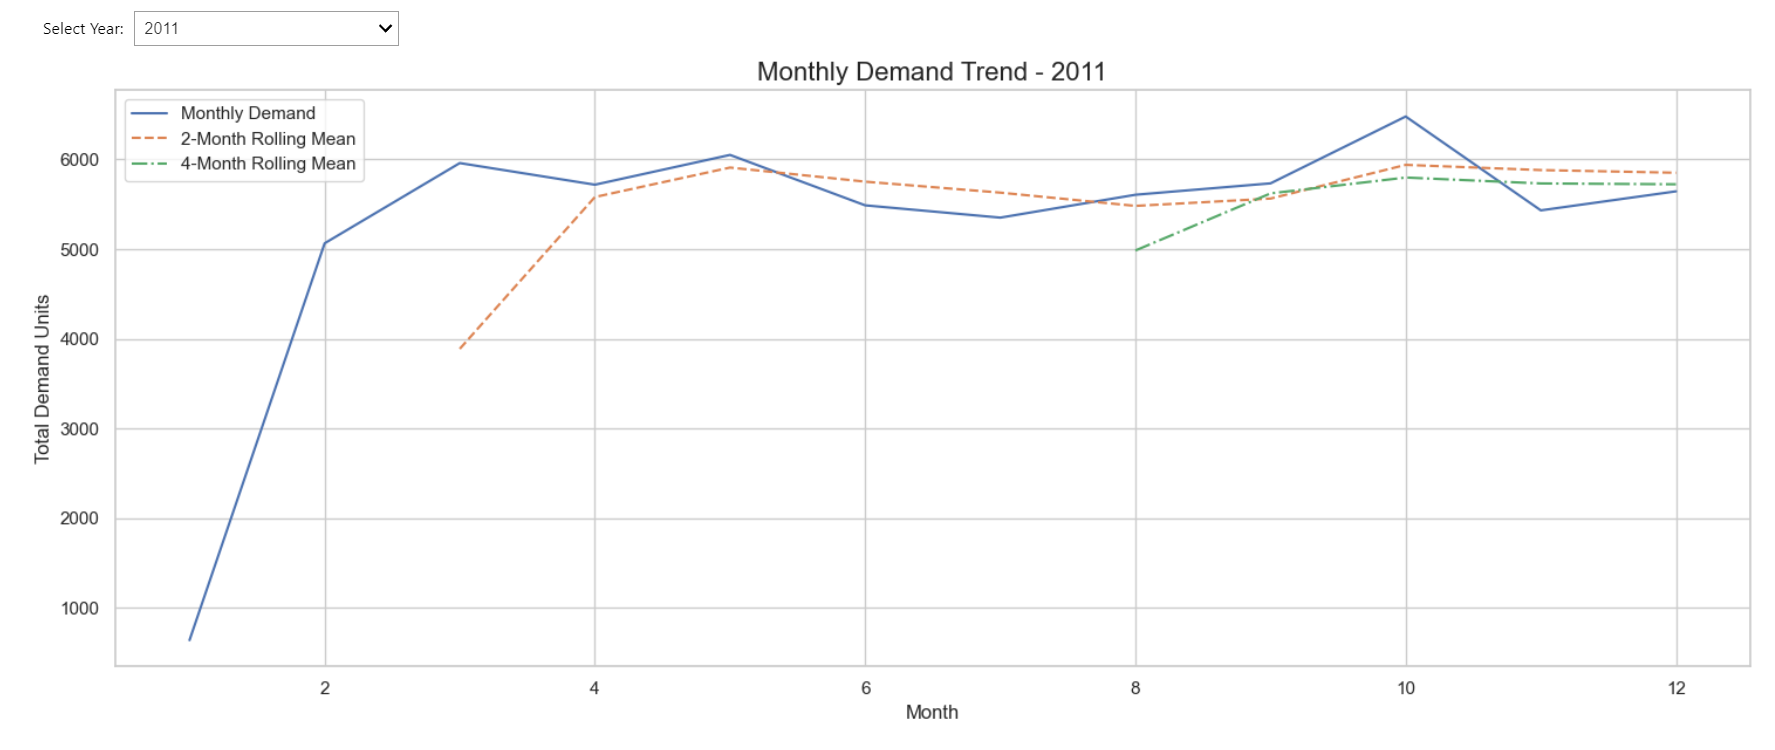 Select Year: 2011
Monthly Demand Trend - 2011
Monthly Demand
2-Month Rolling Mean
4-Month Rolling Mean
Total Demand Units
6000
5000
4000
3000
2000
1000
2 4 6 8 10 12
Month